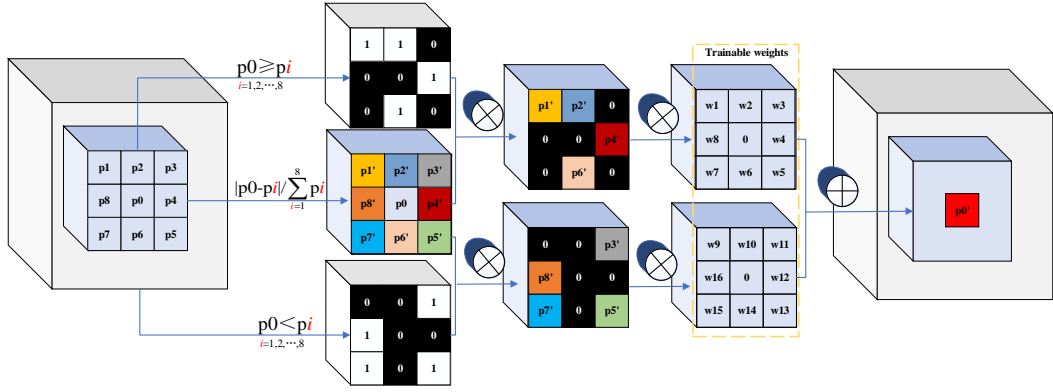 Trainable weights
p1 p2 p3
p8 p0 p4
p7 p6 p5
p0≥pi
i=1,2,⋯,8
|p0-pi|/∑pi
8
i=1
p0<pi
i=1,2,⋯,8
1 1 0
0 0 1
0 1 0
p1' p2' p3'
p8' p0 p4'
p7' p6' p5'
0 0 1
1 0 0
1 0 1
p1' p2' 0
0 0 p4'
0 p6' 0
0 0 p3'
p8' 0 0
p7' 0 p5'
w1 w2 w3
w8 0 w4
w7 w6 w5
w9 w10 w11
w16 0 w12
w15 w14 w13
p0'